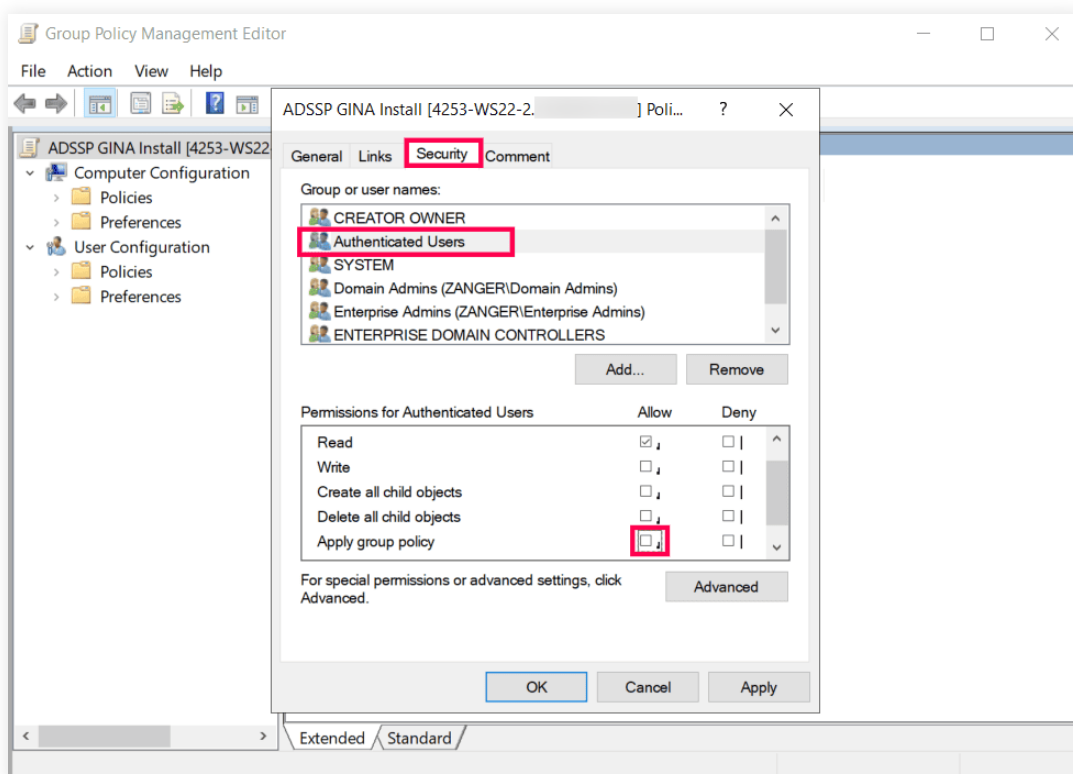 Group Policy Management Editor
File Action View Help
ADSSP GINA Install [4253-WS22-2. ] Poli... ?
ADSSP GINA Install [4253-WS22
Computer Configuration
Policies
Preferences
User Configuration
Policies
Preferences
General Links Security Comment
Group or user names:
CREATOR OWNER
Authenticated Users
SYSTEM
Domain Admins (ZANGER\Domain Admins)
Enterprise Admins (ZANGER\Enterprise Admins)
ENTERPRISE DOMAIN CONTROLLERS
Add... Remove
Permissions for Authenticated Users Allow Deny
Read
Write
Create all child objects
Delete all child objects
Apply group policy
For special permissions or advanced settings, click
Advanced.
Advanced
OK Cancel Apply
Extended Standard